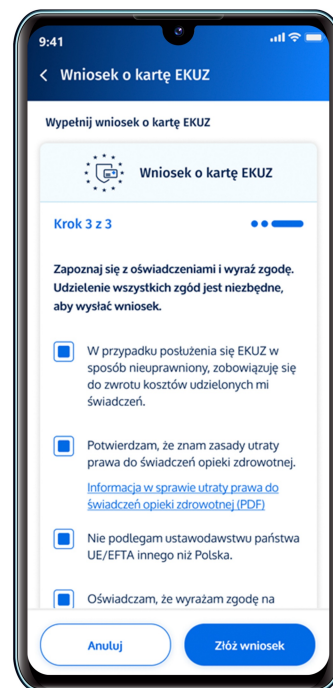 9:41
Wniosek o kartę EKUZ
Wypełnij wniosek o kartę EKUZ
Wniosek o kartę EKUZ
Krok 3 z 3
Zapoznaj się z oświadczeniami i wyraź zgodę.
Udzielenie wszystkich zgód jest niezbędne,
aby wysłać wniosek.
W przypadku posłużenia się EKUZ w
sposób nieuprawniony, zobowiązuję się
do zwrotu kosztów udzielonych mi
świadczeń.
Potwierdzam, że znam zasady utraty
prawa do świadczeń opieki zdrowotnej.
Informacja w sprawie utraty prawa do
świadczeń opieki zdrowotnej (PDF)
Nie podlegam ustawodawstwu państwa
UE/EFTA innego niż Polska.
Oświadczam, że wyrażam zgodę na
Anuluj
Złóż wniosek